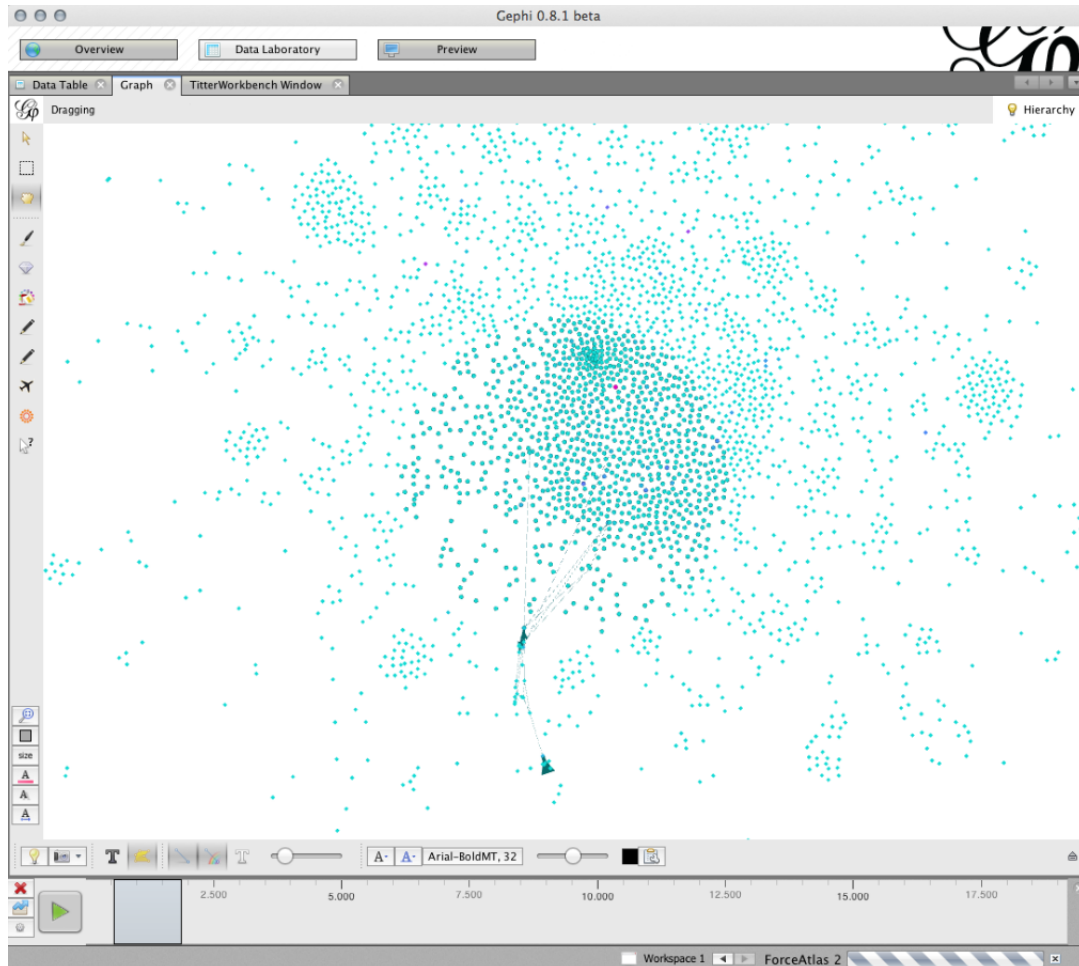 Gephi 0.8.1 beta
Overview
Data Laboratory
Preview
Data Table
Graph
TitterWorkbench Window
Dragging
Hierarchy
size
A
A
A
T
T
A
A
Arial-BoldMT, 32
2.500
5.000
7.500
10.000
12.500
15.000
17.500
Workspace 1
ForceAtlas 2